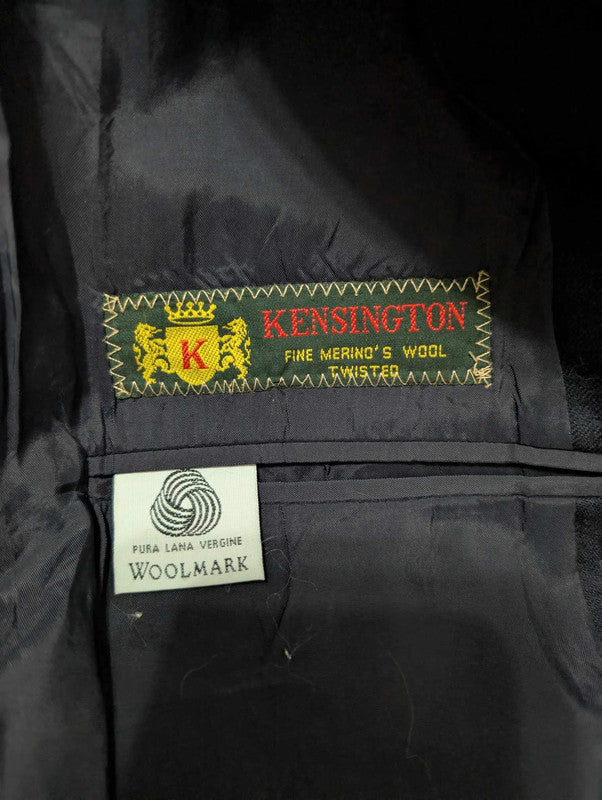 K
KENSINGTON
FINE MERINO'S WOOL
TWISTED
PURA LANA VERGINE
WOOLMARK